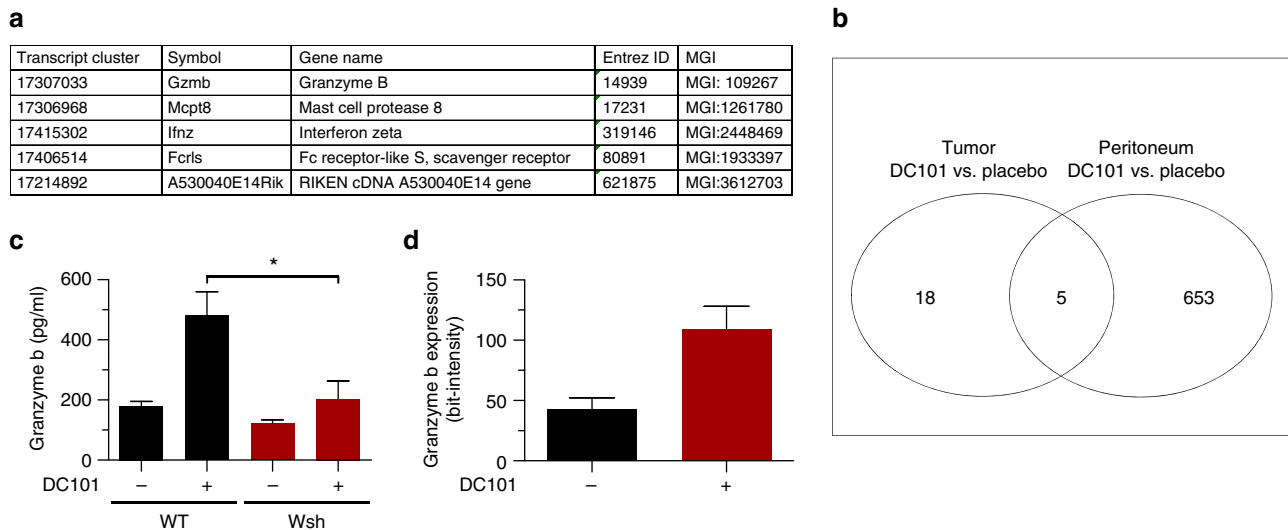 a
Transcript cluster Symbol Gene name Entrez ID MGI
17307033 Gzmb Granzyme B 14939 MGI: 109267
17306968 Mcpt8 Mast cell protease 8 17231 MGI:1261780
17415302 Ifnz Interferon zeta 319146 MGI:2448469
17406514 Fcrls Fc receptor-like S, scavenger receptor 80891 MGI:1933397
17214892 A530040E14Rik RIKEN cDNA A530040E14 gene 621875 MGI:3612703
b
Tumor
DC101 vs. placebo
Peritoneum
DC101 vs. placebo
18 5 653
c
Granzyme b (pg/ml)
600
400
200
0
*
DC101 – + – +
WT Wsh
d
Granzyme b expression
(bit-intensity)
150
100
50
0
DC101 – +